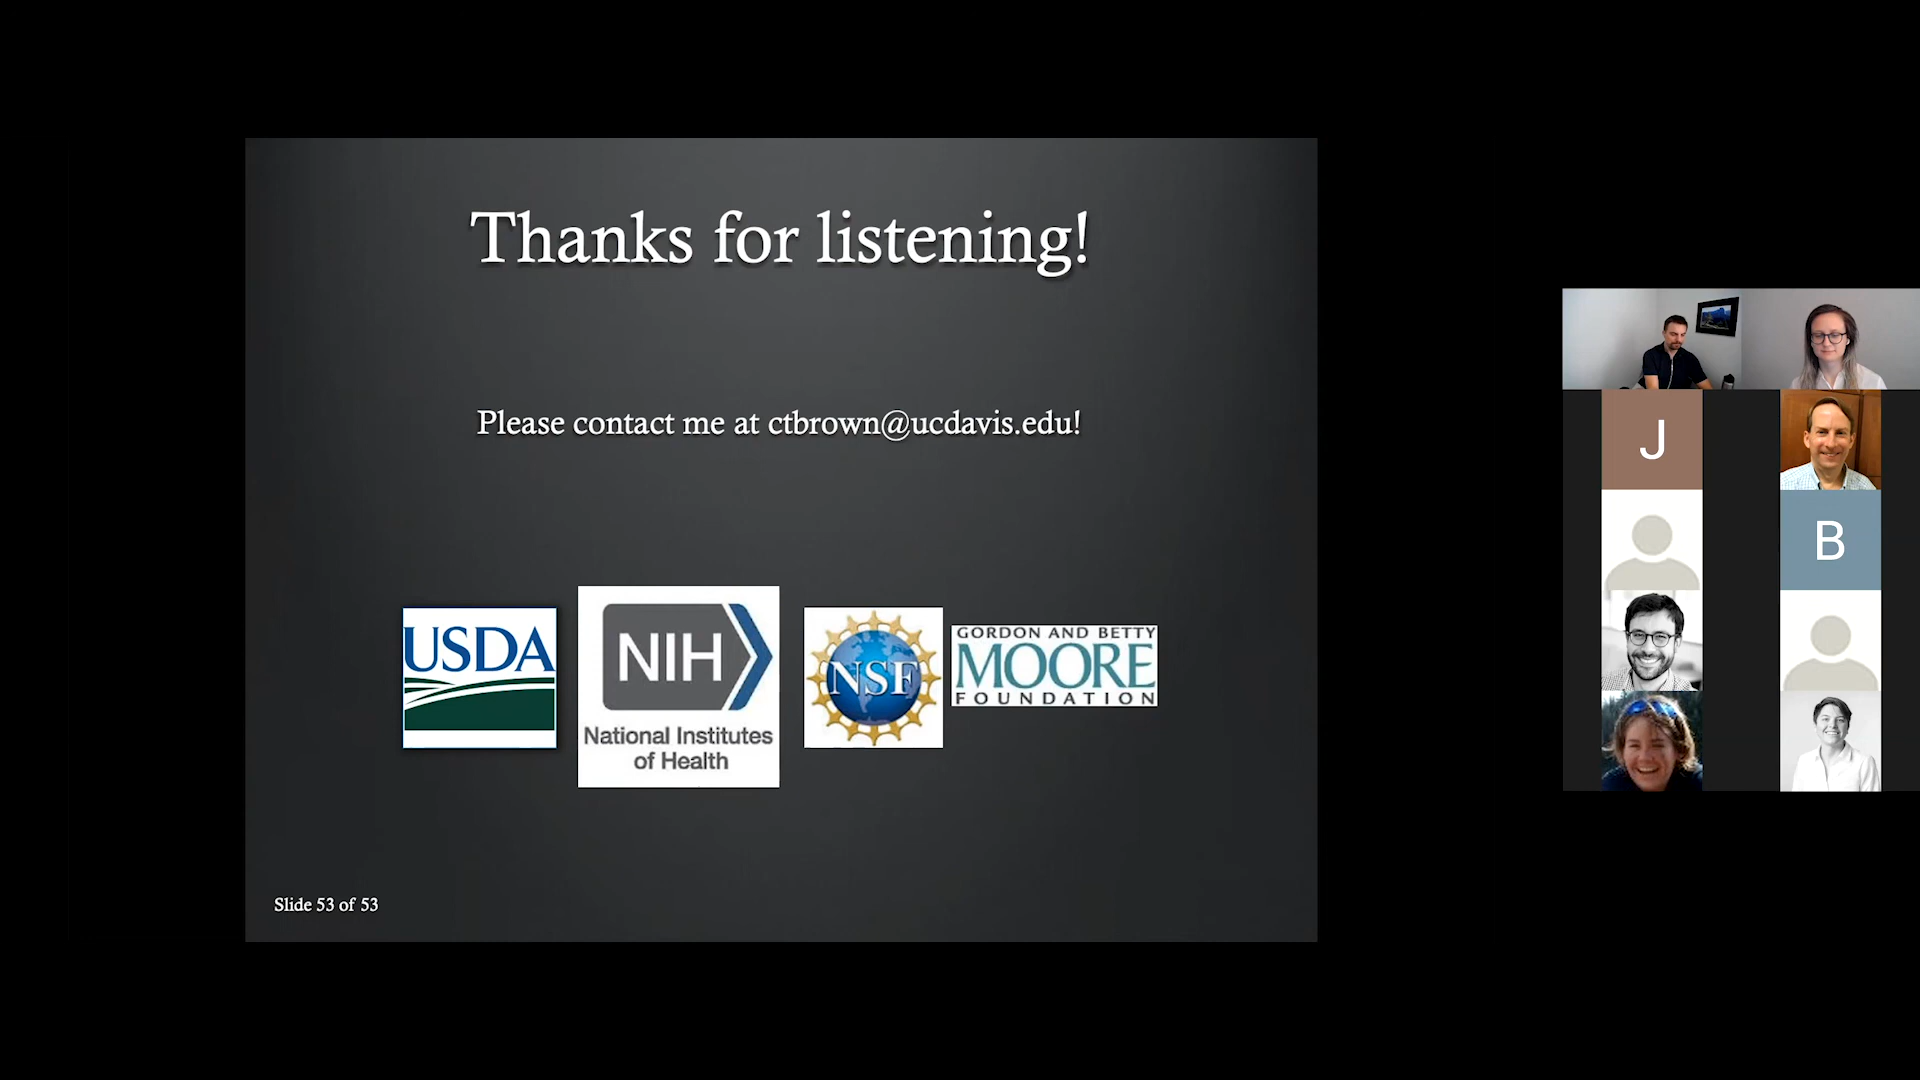 Thanks for listening!
Please contact me at ctbrown@ucdavis.edu!
USDA
NIH
National Institutes
of Health
NSF
GORDON AND BETTY
MOORE
FOUNDATION
Slide 53 of 53
J
B